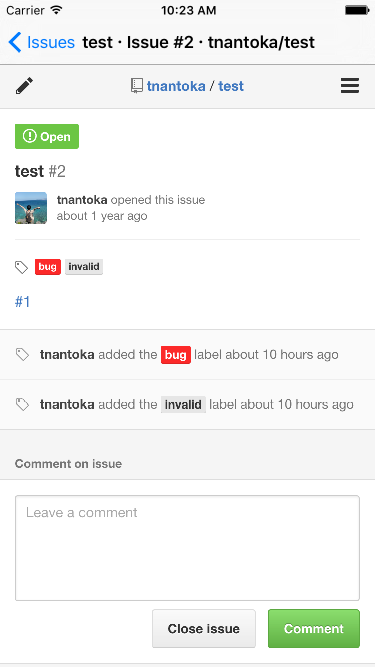 Carrier 10:23 AM
Issues test · Issue #2 · tnantoka/test
tnantoka / test
Open
test #2
tnantoka opened this issue
about 1 year ago
bug invalid
#1
tnantoka added the bug label about 10 hours ago
tnantoka added the invalid label about 10 hours ago
Comment on issue
Leave a comment
Close issue Comment